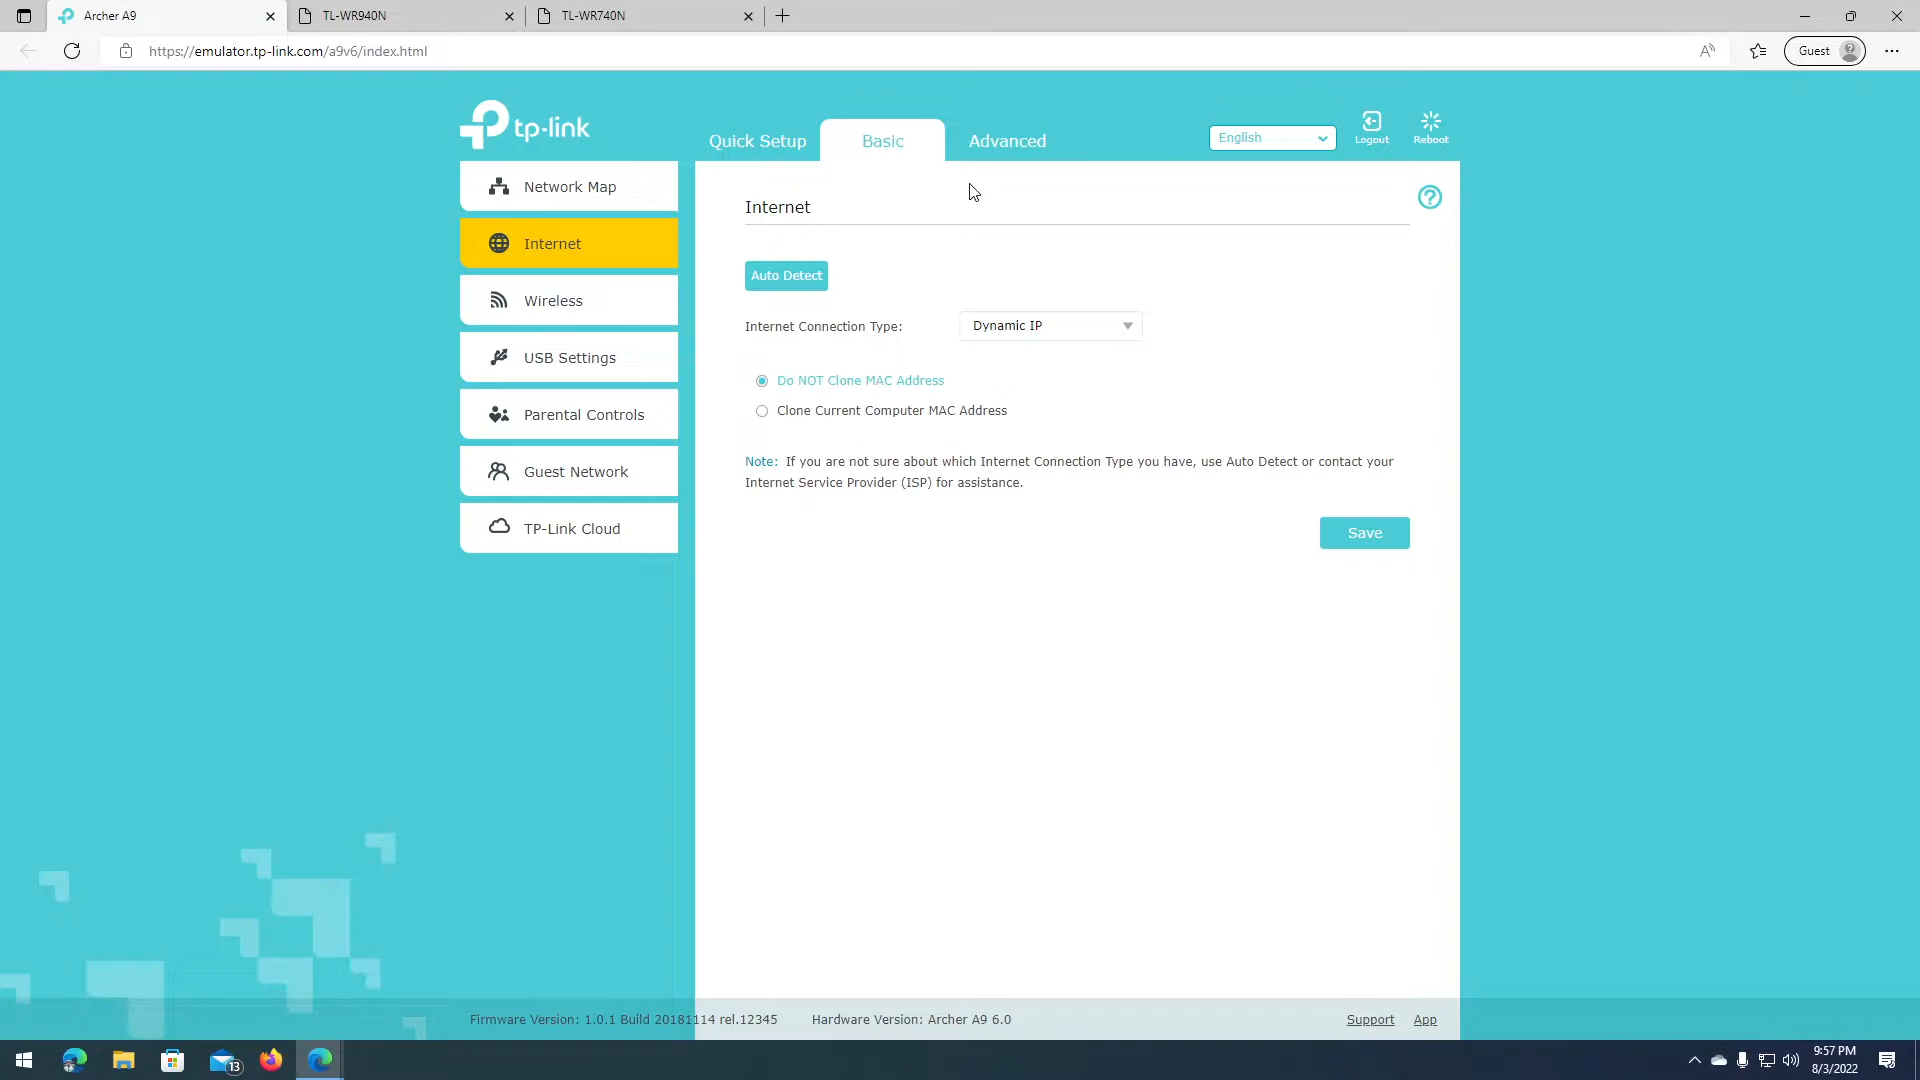 Archer A9
TL-WR940N
TL-WR740N
https://emulator.tp-link.com/a9v6/index.html
Guest
tp-link
Quick Setup
Basic
Advanced
English
Logout
Reboot
Network Map
Internet
Wireless
USB Settings
Parental Controls
Guest Network
TP-Link Cloud
Internet
Auto Detect
Internet Connection Type:
Dynamic IP
Do NOT Clone MAC Address
Clone Current Computer MAC Address
Note: If you are not sure about which Internet Connection Type you have, use Auto Detect or contact your
Internet Service Provider (ISP) for assistance.
Save
Firmware Version: 1.0.1 Build 20181114 rel.12345
Hardware Version: Archer A9 6.0
Support
App
13
9:57 PM
8/3/2022